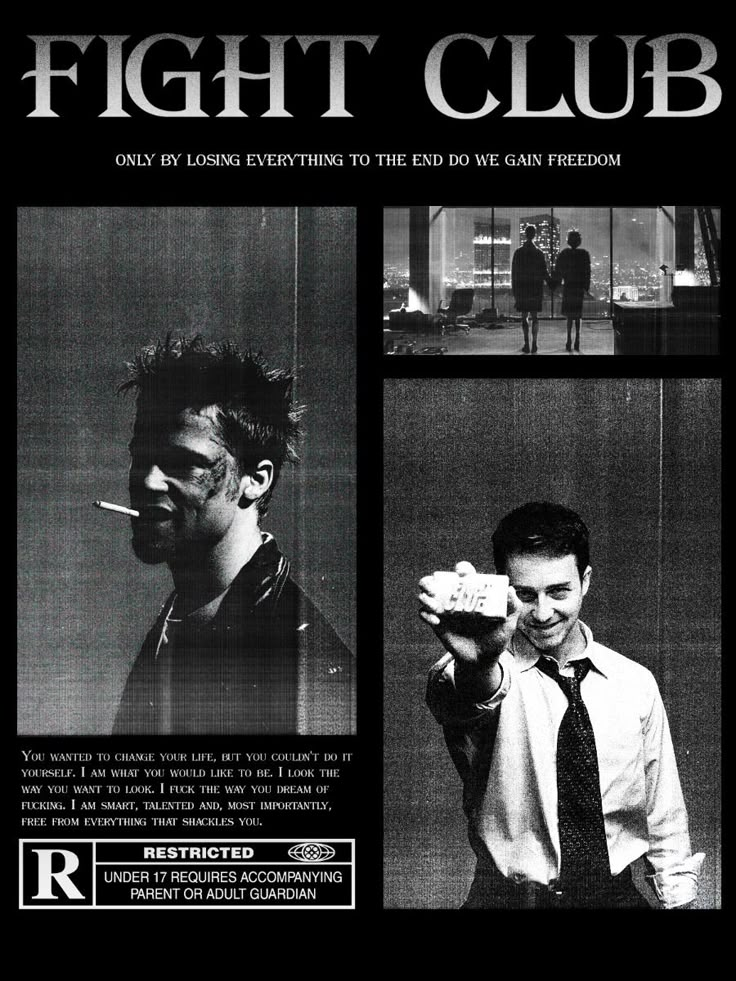 FIGHT CLUB
ONLY BY LOSING EVERYTHING TO THE END DO WE GAIN FREEDOM
CLUB
YOU WANTED TO CHANGE YOUR LIFE, BUT YOU COULDN'T DO IT
YOURSELF. I AM WHAT YOU WOULD LIKE TO BE. I LOOK THE
WAY YOU WANT TO LOOK. I FUCK THE WAY YOU DREAM OF
FUCKING. I AM SMART, TALENTED AND, MOST IMPORTANTLY,
FREE FROM EVERYTHING THAT SHACKLES YOU.
R
RESTRICTED
UNDER 17 REQUIRES ACCOMPANYING
PARENT OR ADULT GUARDIAN